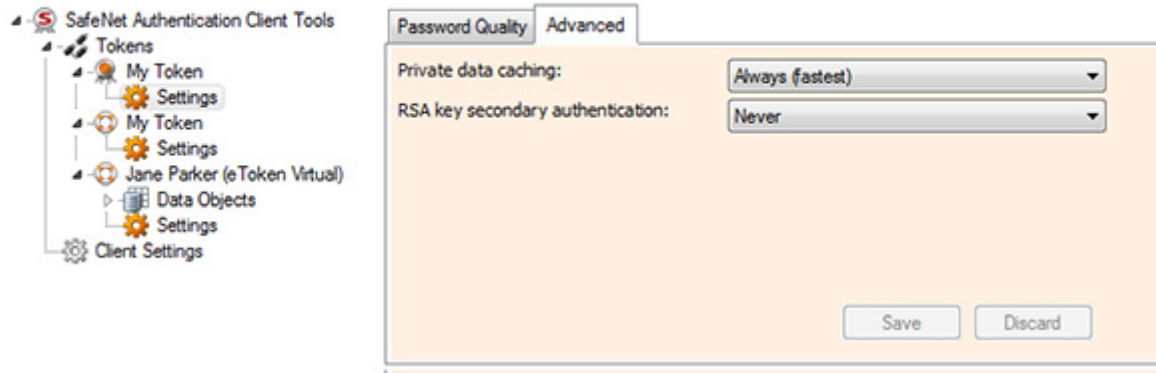 SafeNet Authentication Client Tools
Tokens
My Token
Settings
My Token
Settings
Jane Parker (eToken Virtual)
Data Objects
Settings
Client Settings
Password Quality
Advanced
Private data caching:
Always (fastest)
RSA key secondary authentication:
Never
Save
Discard